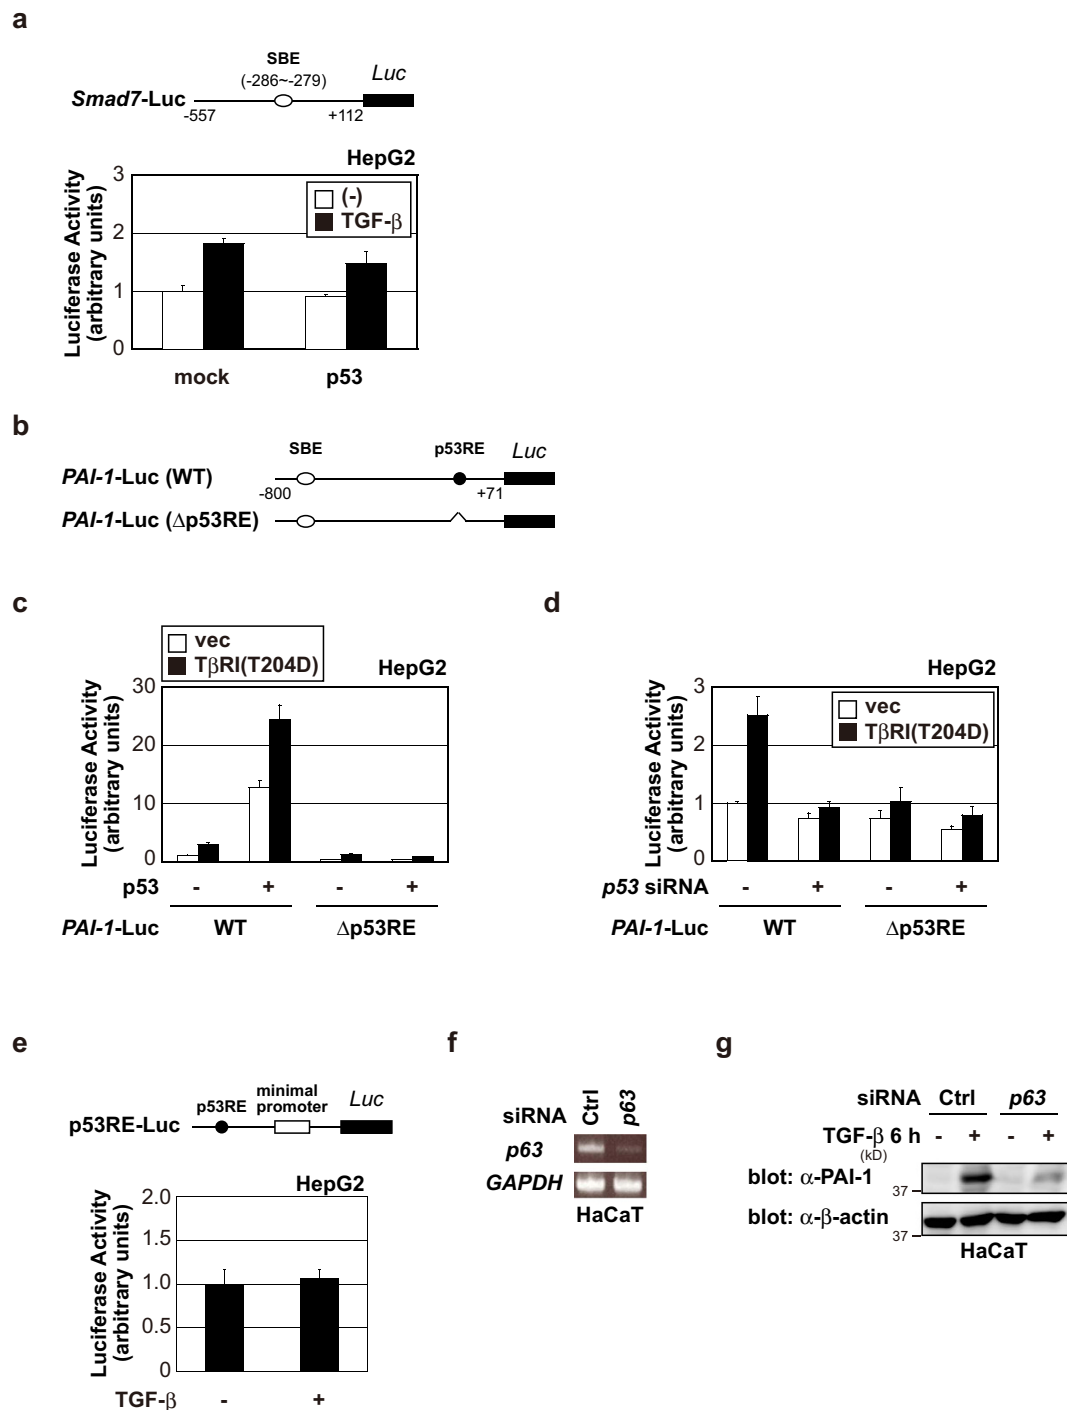 a
SBE
(-286~-279)
Luc
Smad7-Luc
-557
+112
HepG2
Luciferase Activity
(arbitrary units)
3
2
1
0
(-)
TGF-β
mock
p53
b
SBE
p53RE
Luc
PAI-1-Luc (WT)
-800
+71
PAI-1-Luc (Δp53RE)
c
vec
TβRI(T204D)
HepG2
Luciferase Activity
(arbitrary units)
30
20
10
0
p53 - + - +
PAI-1-Luc WT Δp53RE
d
HepG2
Luciferase Activity
(arbitrary units)
3
2
1
0
vec
TβRI(T204D)
p53 siRNA - + - +
PAI-1-Luc WT Δp53RE
e
p53RE
minimal
promoter
Luc
p53RE-Luc
HepG2
Luciferase Activity
(arbitrary units)
2.0
1.5
1.0
0.5
0
TGF-β - +
f
siRNA Ctrl p63
p63
GAPDH
HaCaT
g
siRNA Ctrl p63
TGF-β 6 h - + - +
(kD)
blot: α-PAI-1
37
blot: α-β-actin
37
HaCaT